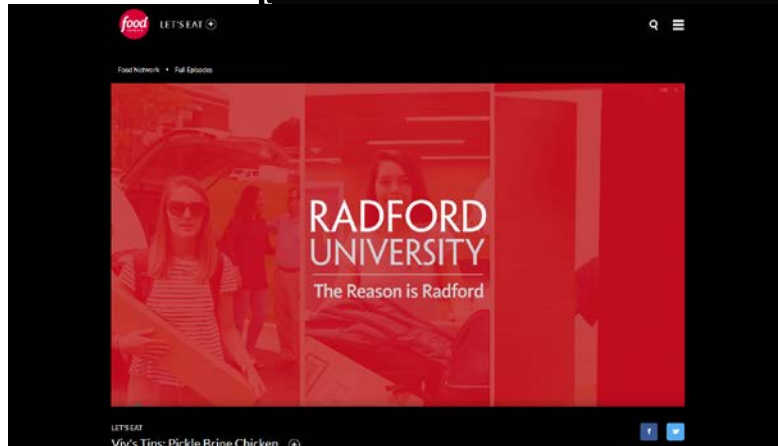 food
LET'S EAT
Food Network • Full Episodes
RADFORD
UNIVERSITY
The Reason is Radford
LET'S EAT
Viv's Tips: Pickle Brine Chicken